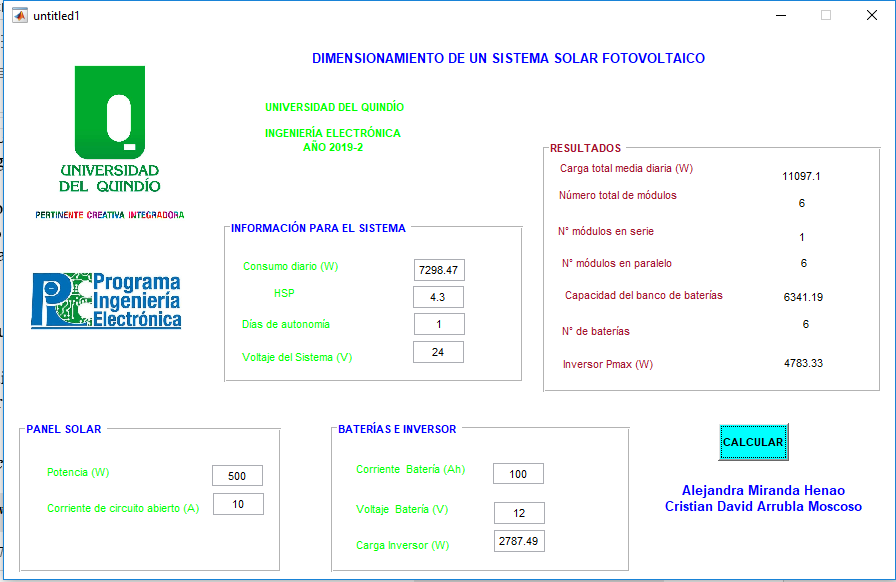 untitled1
DIMENSIONAMIENTO DE UN SISTEMA SOLAR FOTOVOLTAICO
UNIVERSIDAD DEL QUINDÍO
INGENIERÍA ELECTRÓNICA
AÑO 2019-2
UNIVERSIDAD
DEL QUINDÍO
PERTINENTE CREATIVA INTEGRADORA
Programa
Ingeniería
Electrónica
INFORMACIÓN PARA EL SISTEMA
Consumo diario (W) 7298.47
HSP 4.3
Días de autonomía 1
Voltaje del Sistema (V) 24
RESULTADOS
Carga total media diaria (W) 11097.1
Número total de módulos 6
N° módulos en serie 1
N° módulos en paralelo 6
Capacidad del banco de baterías 6341.19
N° de baterías 6
Inversor Pmax (W) 4783.33
PANEL SOLAR
Potencia (W) 500
Corriente de circuito abierto (A) 10
BATERÍAS E INVERSOR
Corriente Batería (Ah) 100
Voltaje Batería (V) 12
Carga Inversor (W) 2787.49
CALCULAR
Alejandra Miranda Henao
Cristian David Arrubla Moscoso